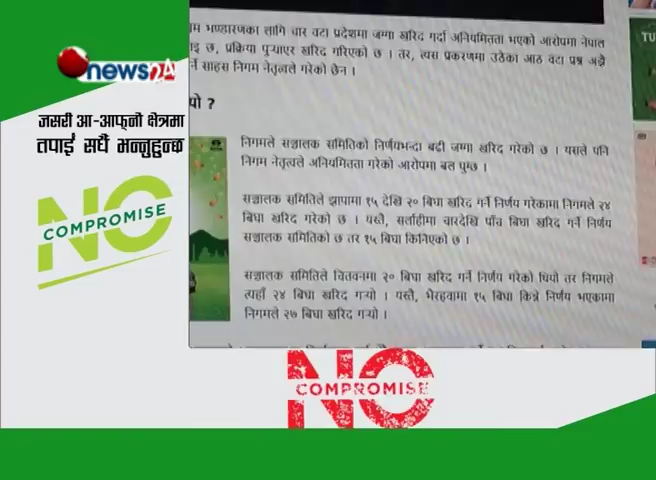 news24
जसरी आ-आफ्नौ क्षेत्रमा
तपाईं सधैं भन्नुहुन्छ
NO
COMPROMISE
TU
म भण्डारणका लागि चार वटा प्रदेशमा जग्गा खरिद गर्दा अनियमितता भएको आरोपमा नेपाल
छ, प्रक्रिया पुऱ्याएर खरिद गरिएको छ । तर, त्यस प्रकरणमा उठेका आठ वटा प्रश्न अझै
र्ने साहस निगम नेतृत्वले गरेको छैन ।
यो ?
निगमले सञ्चालक समितिको निर्णयभन्दा बढी जग्गा खरिद गरेको छ । यसले पनि
निगम नेतृत्वले अनियमितता गरेको आरोपमा बल पुग्छ ।
सञ्चालक समितिले झापामा १५ देखि २० बिघा खरिद गर्ने निर्णय गरेकामा निगमले २४
बिघा खरिद गरेको छ । यस्तै, सर्लाहीमा चारदेखि पाँच बिघा खरिद गर्ने निर्णय
सञ्चालक समितिको छ तर १५ बिघा किनिएको छ ।
सञ्चालक समितिले चितवनमा २० बिघा खरिद गर्ने निर्णय गरेको थियो तर निगमले
त्यहाँ २४ बिघा खरिद गऱ्यो । यस्तै, भैरहवामा १५ बिघा किन्ने निर्णय भएकामा
निगमले २७ बिघा खरिद गऱ्यो ।
NO
COMPROMISE